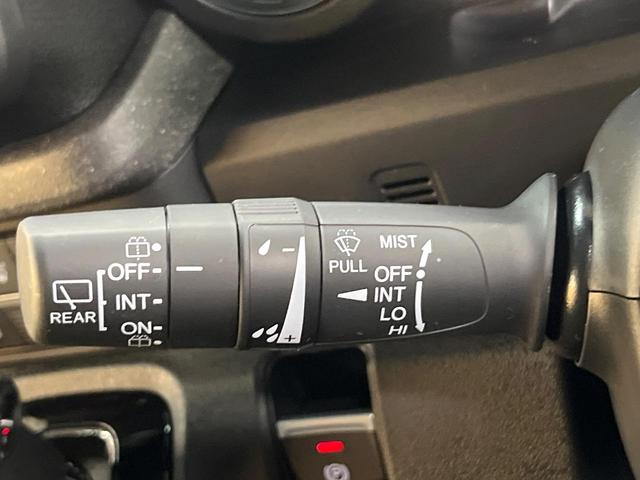 OFF
INT
ON
REAR
PULL
MIST
OFF
INT
LO
HI